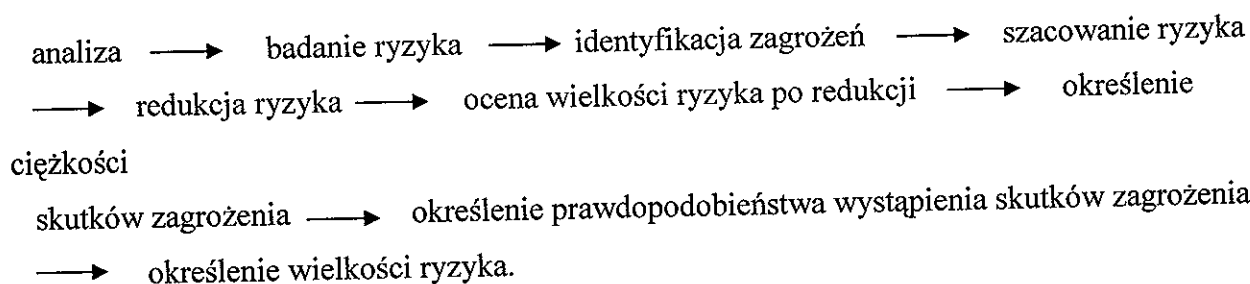 analiza → badanie ryzyka → identyfikacja zagrożeń → szacowanie ryzyka
→ redukcja ryzyka → ocena wielkości ryzyka po redukcji → określenie
ciężkości
skutków zagrożenia → określenie prawdopodobieństwa wystąpienia skutków zagrożenia
→ określenie wielkości ryzyka.